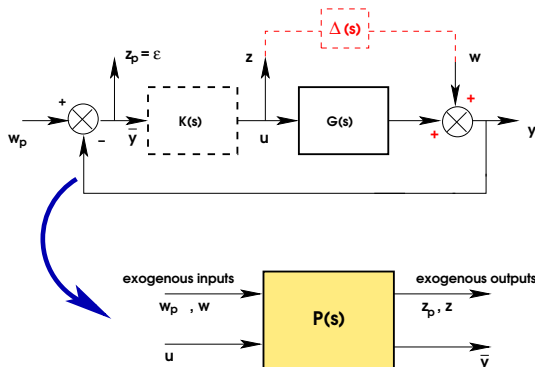 Δ(s)
z_p = ε
z
w
+
K(s)
G(s)
+
w_p
−
ȳ
u
+
y
exogenous inputs
exogenous outputs
w_p , w
P(s)
z_p, z
u
ȳ